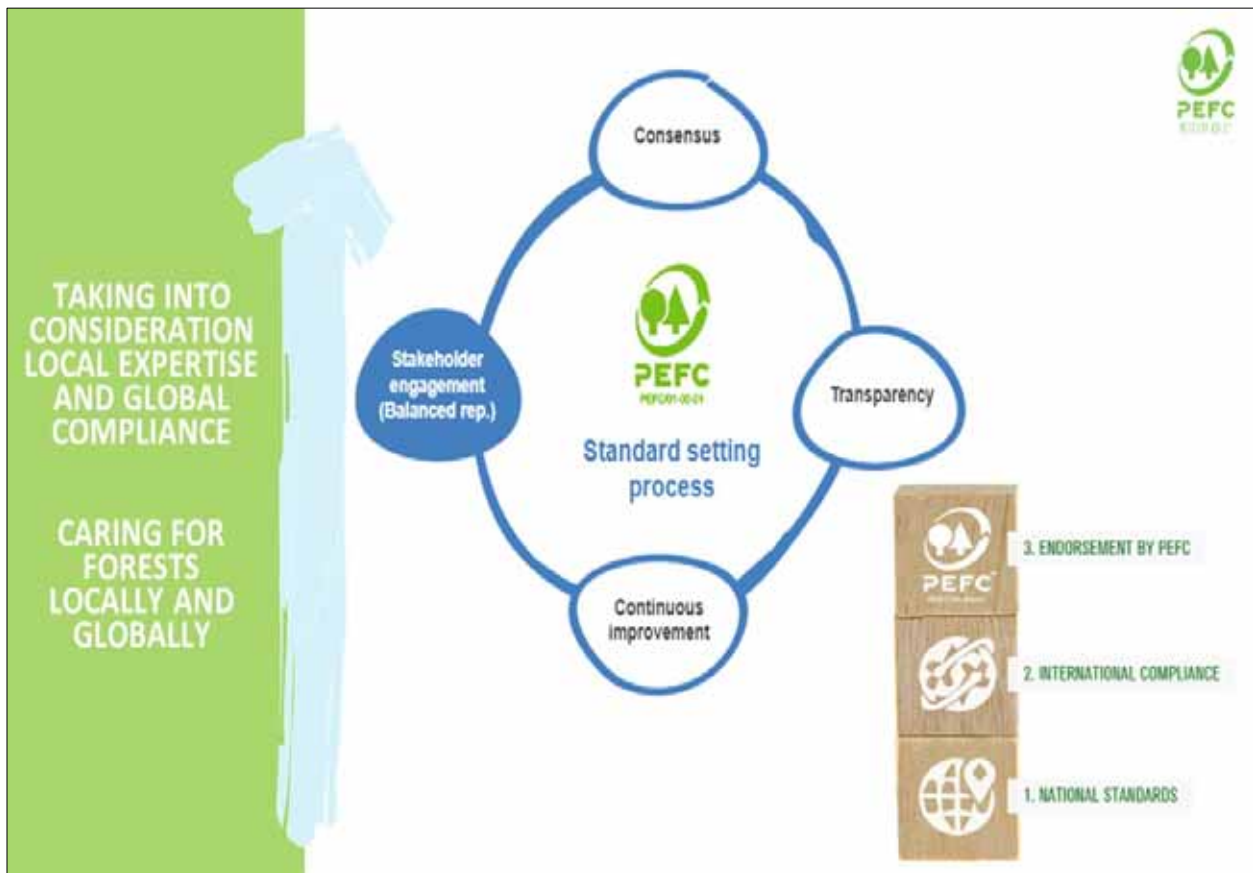 TAKING INTO
CONSIDERATION
LOCAL EXPERTISE
AND GLOBAL
COMPLIANCE
CARING FOR
FORESTS
LOCALLY AND
GLOBALLY
Consensus
Stakeholder
engagement
(Balanced rep.)
PEFC
Standard setting
process
Transparency
Continuous
improvement
PEFC
PEFC
3. ENDORSEMENT BY PEFC
2. INTERNATIONAL COMPLIANCE
1. NATIONAL STANDARDS